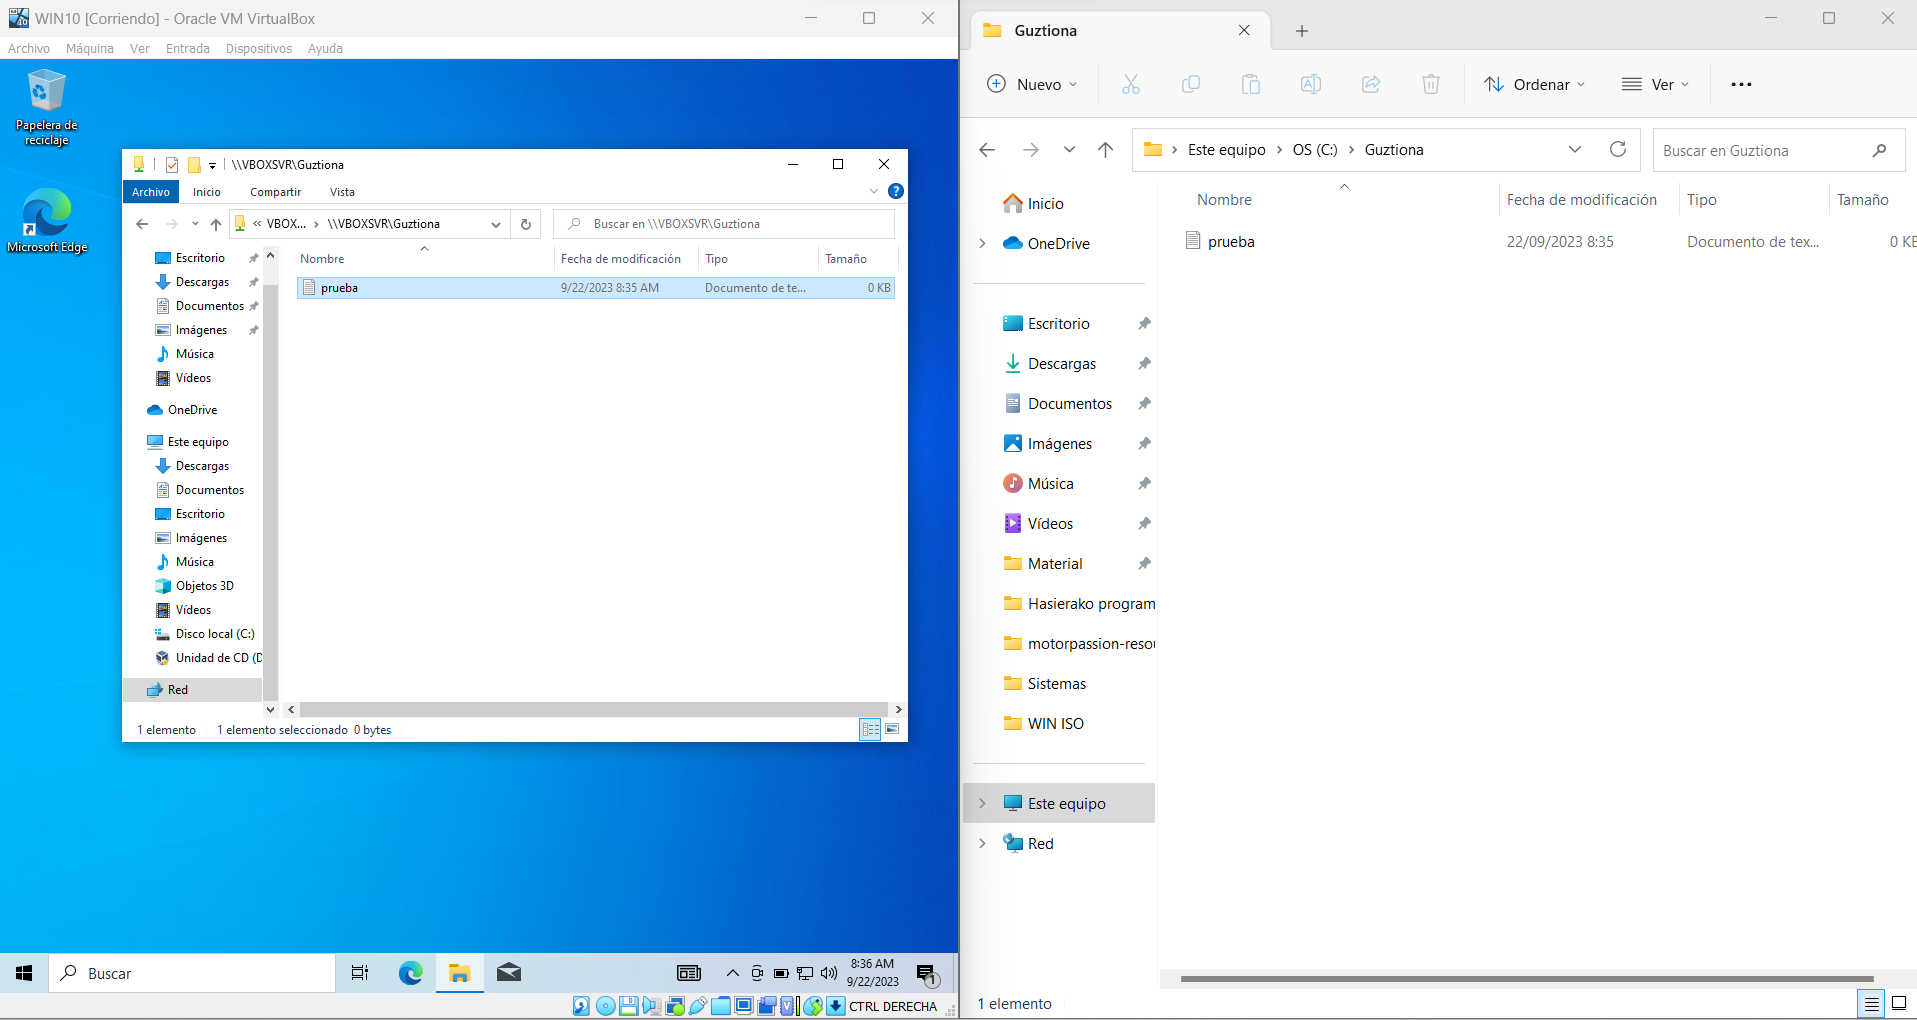 WIN10 [Corriendo] - Oracle VM VirtualBox
Archivo Máquina Ver Entrada Dispositivos Ayuda
Papelera de
reciclaje
Microsoft Edge
\\VBOXSVR\Guztiona
Archivo Inicio Compartir Vista
?
« VBOX... > \\VBOXSVR\Guztiona
Buscar en \\VBOXSVR\Guztiona
Escritorio
Descargas
Documentos
Imágenes
Música
Vídeos
OneDrive
Este equipo
Descargas
Documentos
Escritorio
Imágenes
Música
Objetos 3D
Vídeos
Disco local (C:)
Unidad de CD (D
Red
Nombre Fecha de modificación Tipo Tamaño
prueba 9/22/2023 8:35 AM Documento de te... 0 KB
1 elemento 1 elemento seleccionado 0 bytes
Buscar
8:36 AM
9/22/2023
1
CTRL DERECHA
Guztiona
Nuevo Ordenar Ver
Este equipo > OS (C:) > Guztiona
Buscar en Guztiona
Inicio
OneDrive
Escritorio
Descargas
Documentos
Imágenes
Música
Vídeos
Material
Hasierako program
motorpassion-resou
Sistemas
WIN ISO
Este equipo
Red
Nombre Fecha de modificación Tipo Tamaño
prueba 22/09/2023 8:35 Documento de tex... 0 KB
1 elemento